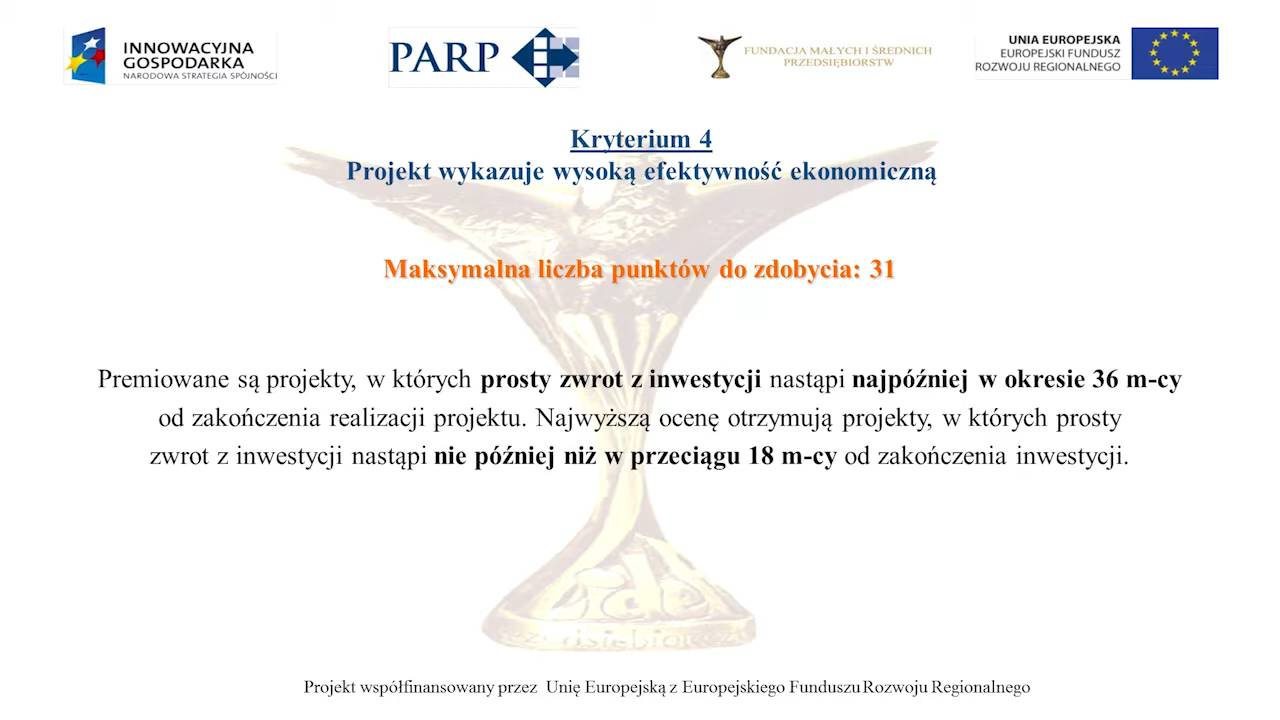 INNOWACYJNA
GOSPODARKA
NARODOWA STRATEGIA SPÓJNOŚCI
PARP
FUNDACJA MAŁYCH I ŚREDNICH
PRZEDSIĘBIORSTW
UNIA EUROPEJSKA
EUROPEJSKI FUNDUSZ
ROZWOJU REGIONALNEGO
Kryterium 4
Projekt wykazuje wysoką efektywność ekonomiczną
Maksymalna liczba punktów do zdobycia: 31
Premiowane są projekty, w których prosty zwrot z inwestycji nastąpi najpóźniej w okresie 36 m-cy
od zakończenia realizacji projektu. Najwyższą ocenę otrzymują projekty, w których prosty
zwrot z inwestycji nastąpi nie później niż w przeciągu 18 m-cy od zakończenia inwestycji.
Projekt współfinansowany przez Unię Europejską z Europejskiego Funduszu Rozwoju Regionalnego